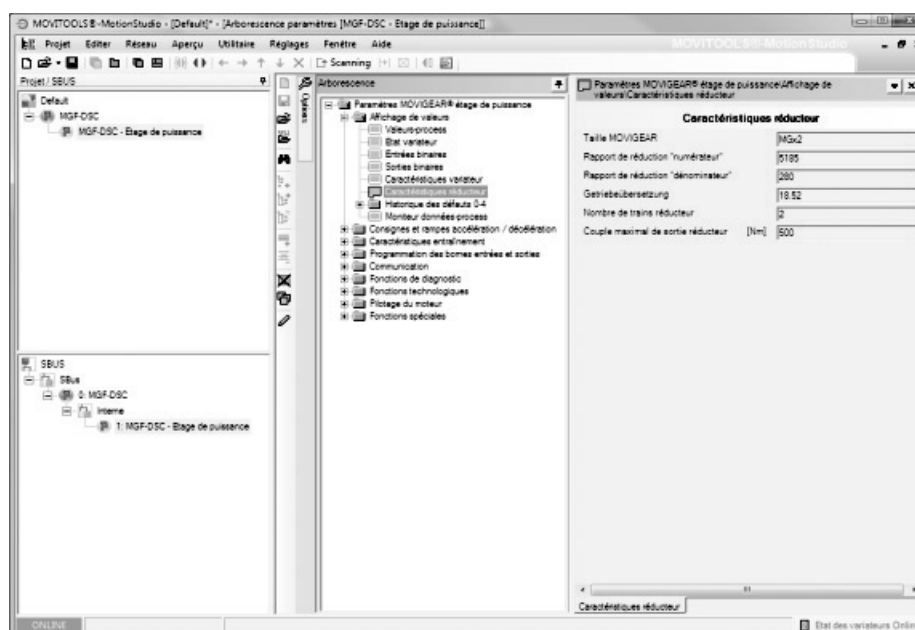 MOVITOOLS®-MotionStudio - [Default]* - [Arborescence paramètres [MGF-DSC - Etage de puissance]]
Projet Editer Réseau Aperçu Utilitaire Réglages Fenêtre Aide
MOVITOOLS®-MotionStudio
Scanning
Projet / SBUS
Default
MGF-DSC
MGF-DSC - Etage de puissance
SBUS
SBus
0: MGF-DSC
Interne
1: MGF-DSC - Etage de puissance
Options
Arborescence
Paramètres MOVIGEAR® étage de puissance
Affichage de valeurs
Valeurs-process
Etat variateur
Entrées binaires
Sorties binaires
Caractéristiques variateur
Caractéristiques réducteur
Historique des défauts 0-4
Moniteur données-process
Consignes et rampes accélération / décélération
Caractéristiques entraînement
Programmation des bornes entrées et sorties
Communication
Fonctions de diagnostic
Fonctions technologiques
Pilotage du moteur
Fonctions spéciales
Paramètres MOVIGEAR® étage de puissance\Affichage de
valeurs\Caractéristiques réducteur
Caractéristiques réducteur
Taille MOVIGEAR MGx2
Rapport de réduction "numérateur" 5185
Rapport de réduction "dénominateur" 280
Getriebeübersetzung 18.52
Nombre de trains réducteur 2
Couple maximal de sortie réducteur [Nm] 500
Caractéristiques réducteur
ONLINE
Etat des variateurs Online